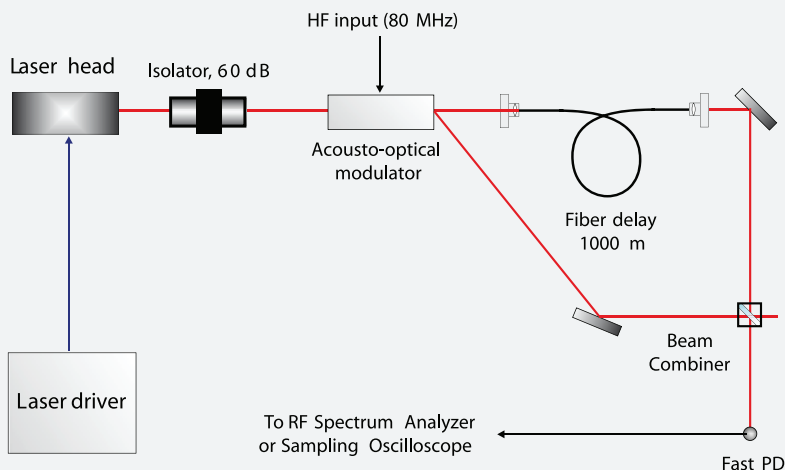 HF input (80 MHz)
Laser head
Isolator, 60 dB
Acousto-optical
modulator
Fiber delay
1000 m
Beam
Combiner
Laser driver
To RF Spectrum Analyzer
or Sampling Oscilloscope
Fast PD